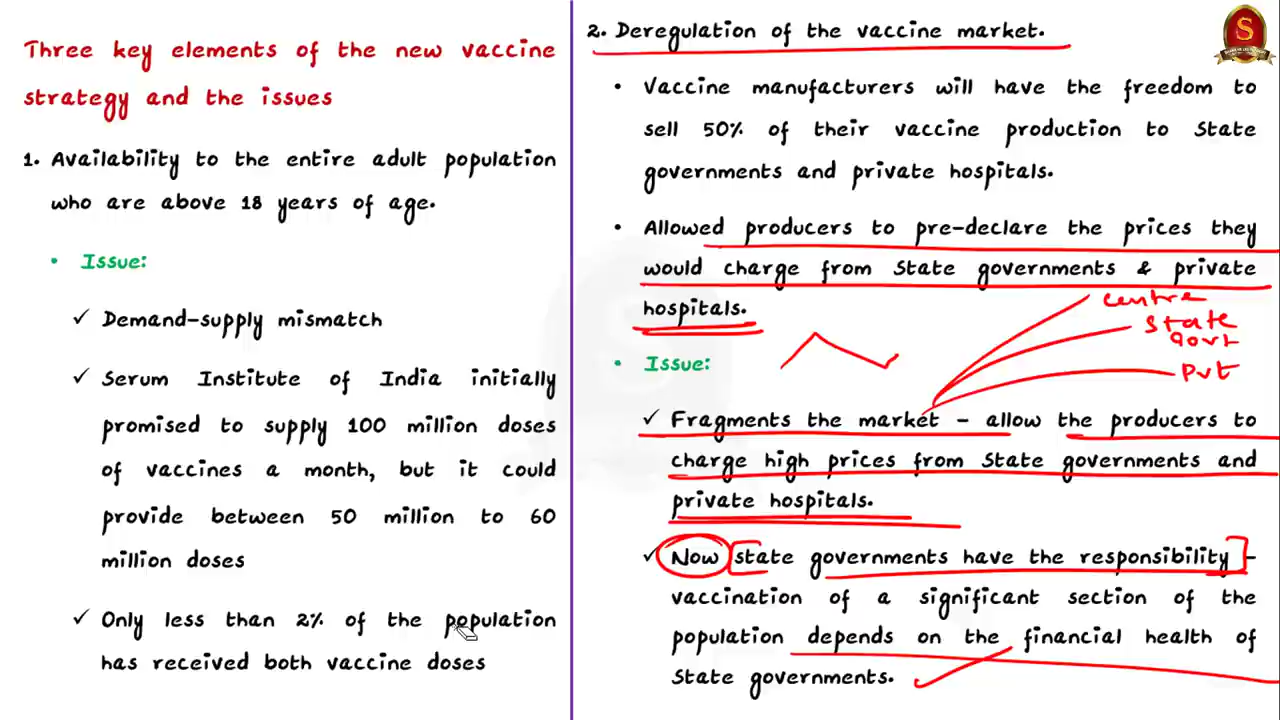 Three key elements of the new vaccine
strategy and the issues
1. Availability to the entire adult population
who are above 18 years of age.
• Issue:
✓ Demand-supply mismatch
✓ Serum Institute of India initially
promised to supply 100 million doses
of vaccines a month, but it could
provide between 50 million to 60
million doses
✓ Only less than 2% of the population
has received both vaccine doses
2. Deregulation of the vaccine market.
• Vaccine manufacturers will have the freedom to
sell 50% of their vaccine production to State
governments and private hospitals.
• Allowed producers to pre-declare the prices they
would charge from State governments & private
hospitals.
centre
state
govt
pvt
• Issue:
✓ Fragments the market - allow the producers to
charge high prices from State governments and
private hospitals.
✓ Now state governments have the responsibility -
vaccination of a significant section of the
population depends on the financial health of
State governments.
S